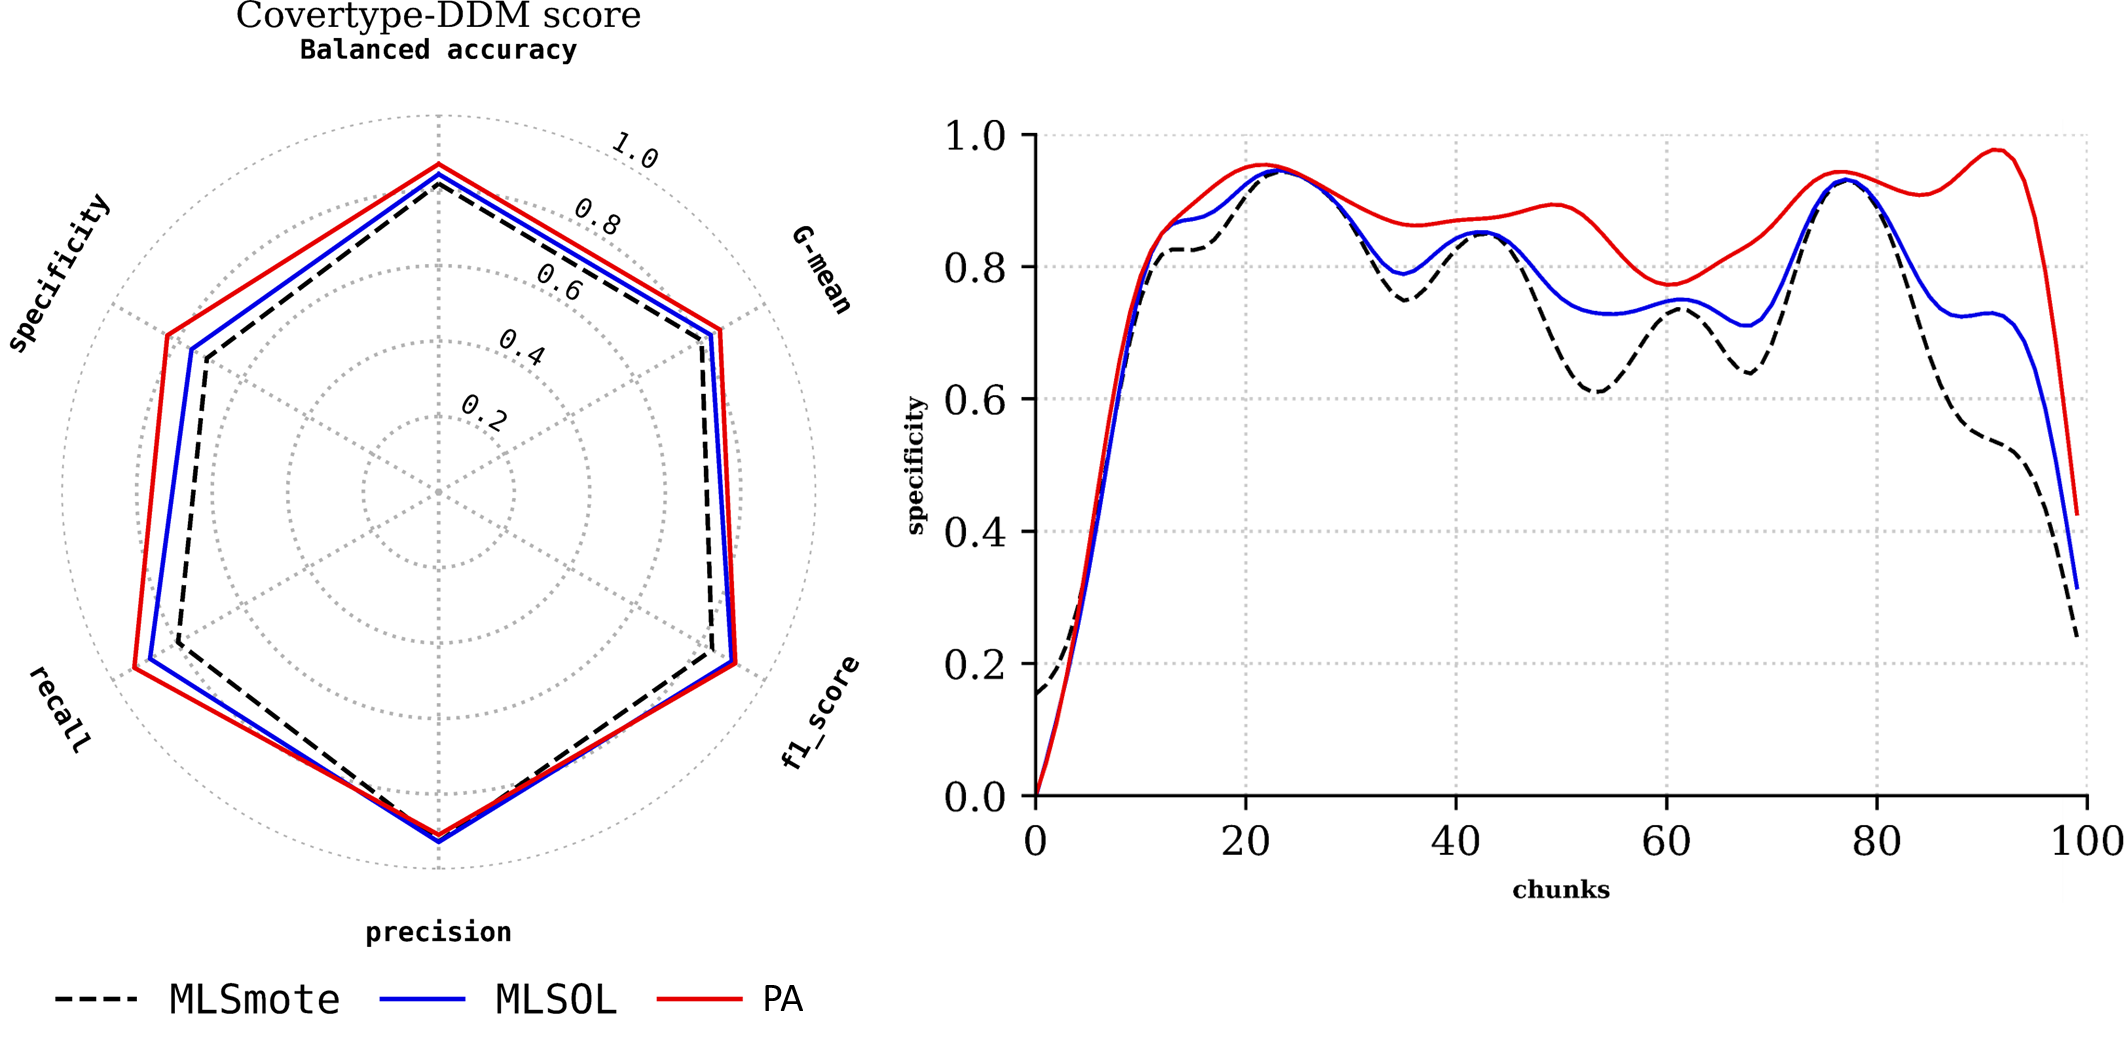 Covertype-DDM score
Balanced accuracy
G-mean
f1_score
precision
recall
specificity
1.0
0.8
0.6
0.4
0.2
MLSmote
MLSOL
PA
specificity
1.0
0.8
0.6
0.4
0.2
0.0
0 20 40 60 80 100
chunks